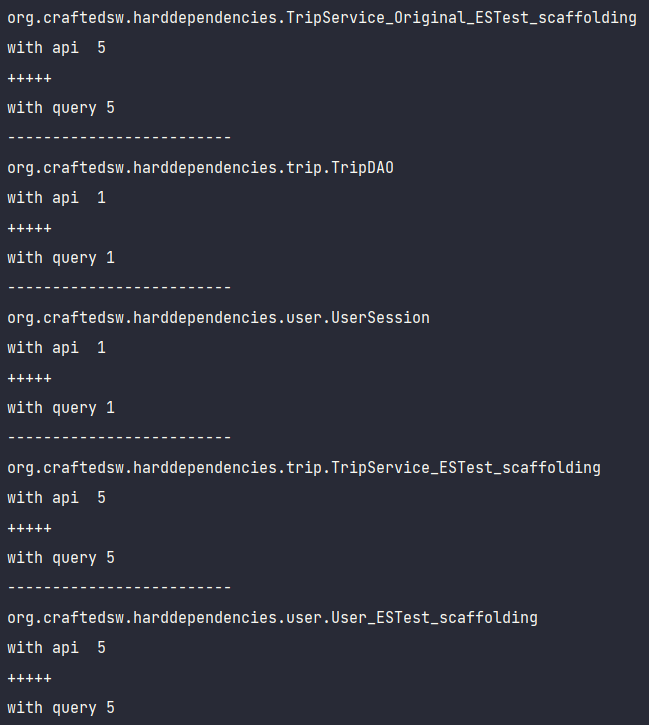 org.craftedsw.harddependencies.TripService_Original_ESTest_scaffolding
with api  5
+++++
with query 5
-------------------------
org.craftedsw.harddependencies.trip.TripDAO
with api  1
+++++
with query 1
-------------------------
org.craftedsw.harddependencies.user.UserSession
with api  1
+++++
with query 1
-------------------------
org.craftedsw.harddependencies.trip.TripService_ESTest_scaffolding
with api  5
+++++
with query 5
-------------------------
org.craftedsw.harddependencies.user.User_ESTest_scaffolding
with api  5
+++++
with query 5